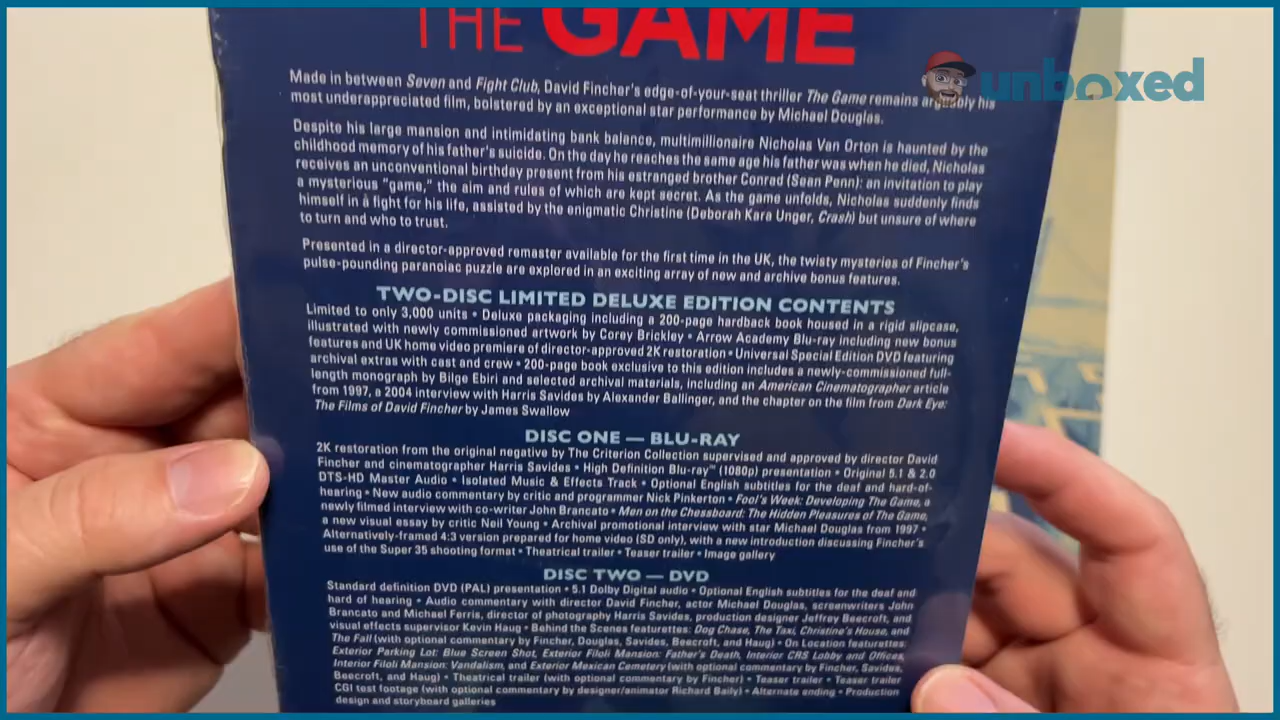 THE GAME
unboxed
Made in between Seven and Fight Club, David Fincher's edge-of-your-seat thriller The Game remains arguably his
most underappreciated film, bolstered by an exceptional star performance by Michael Douglas.
Despite his large mansion and intimidating bank balance, multimillionaire Nicholas Van Orton is haunted by the
childhood memory of his father's suicide. On the day he reaches the same age his father was when he died, Nicholas
receives an unconventional birthday present from his estranged brother Conrad (Sean Penn): an invitation to play
a mysterious "game," the aim and rules of which are kept secret. As the game unfolds, Nicholas suddenly finds
himself in a fight for his life, assisted by the enigmatic Christine (Deborah Kara Unger, Crash) but unsure of where
to turn and who to trust.
Presented in a director-approved remaster available for the first time in the UK, the twisty mysteries of Fincher's
pulse-pounding paranoiac puzzle are explored in an exciting array of new and archive bonus features.
TWO-DISC LIMITED DELUXE EDITION CONTENTS
Limited to only 3,000 units • Deluxe packaging including a 200-page hardback book housed in a rigid slipcase,
illustrated with newly commissioned artwork by Corey Brickley • Arrow Academy Blu-ray including new bonus
features and UK home video premiere of director-approved 2K restoration • Universal Special Edition DVD featuring
archival extras with cast and crew • 200-page book exclusive to this edition includes a newly-commissioned full-
length monograph by Bilge Ebiri and selected archival materials, including an American Cinematographer article
from 1997, a 2004 interview with Harris Savides by Alexander Ballinger, and the chapter on the film from Dark Eye:
The Films of David Fincher by James Swallow
DISC ONE — BLU-RAY
2K restoration from the original negative by The Criterion Collection supervised and approved by director David
Fincher and cinematographer Harris Savides • High Definition Blu-ray™ (1080p) presentation • Original 5.1 & 2.0
DTS-HD Master Audio • Isolated Music & Effects Track • Optional English subtitles for the deaf and hard-of-
hearing • New audio commentary by critic and programmer Nick Pinkerton • Fool's Week: Developing The Game, a
newly filmed interview with co-writer John Brancato • Men on the Chessboard: The Hidden Pleasures of The Game,
a new visual essay by critic Neil Young • Archival promotional interview with star Michael Douglas from 1997 •
Alternatively-framed 4:3 version prepared for home video (SD only), with a new introduction discussing Fincher's
use of the Super 35 shooting format • Theatrical trailer • Teaser trailer • Image gallery
DISC TWO — DVD
Standard definition DVD (PAL) presentation • 5.1 Dolby Digital audio • Optional English subtitles for the deaf and
hard of hearing • Audio commentary with director David Fincher, actor Michael Douglas, screenwriters John
Brancato and Michael Ferris, director of photography Harris Savides, production designer Jeffrey Beecroft, and
visual effects supervisor Kevin Haug • Behind the Scenes featurettes: Dog Chase, The Taxi, Christine's House, and
The Fall (with optional commentary by Fincher, Douglas, Savides, Beecroft, and Haug) • On Location featurettes:
Exterior Parking Lot: Blue Screen Shot, Exterior Filoli Mansion: Father's Death, Interior CRS Lobby and Offices,
Interior Filoli Mansion: Vandalism, and Exterior Mexican Cemetery (with optional commentary by Fincher, Savides,
Beecroft, and Haug) • Theatrical trailer (with optional commentary by Fincher) • Teaser trailer • Teaser trailer
CGI test footage (with optional commentary by designer/animator Richard Baily) • Alternate ending • Production
design and storyboard galleries